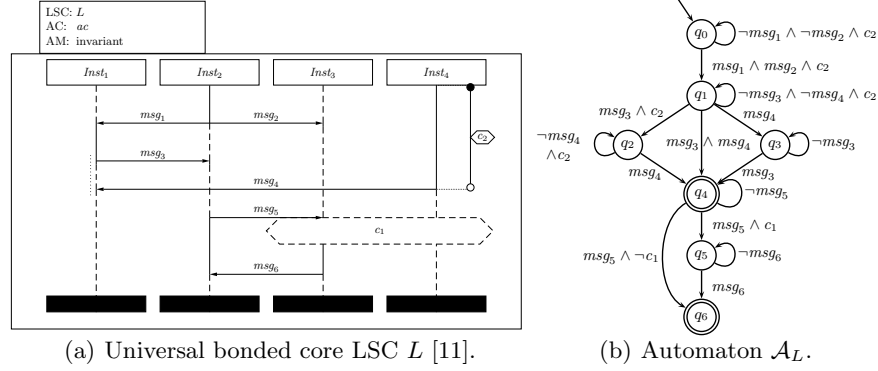 LSC: L
AC: ac
AM: invariant
Inst₁ Inst₂ Inst₃ Inst₄
msg₁ msg₂
c₂
msg₃
msg₄
msg₅
c₁
msg₆
(a) Universal bonded core LSC L [11].
q₀
¬msg₁ ∧ ¬msg₂ ∧ c₂
msg₁ ∧ msg₂ ∧ c₂
q₁
¬msg₃ ∧ ¬msg₄ ∧ c₂
msg₃ ∧ c₂
msg₄
¬msg₄
∧c₂
q₂
msg₃ ∧ msg₄
q₃
¬msg₃
msg₄
msg₃
q₄
¬msg₅
msg₅ ∧ c₁
msg₅ ∧ ¬c₁
q₅
¬msg₆
msg₆
q₆
(b) Automaton 𝒜L.